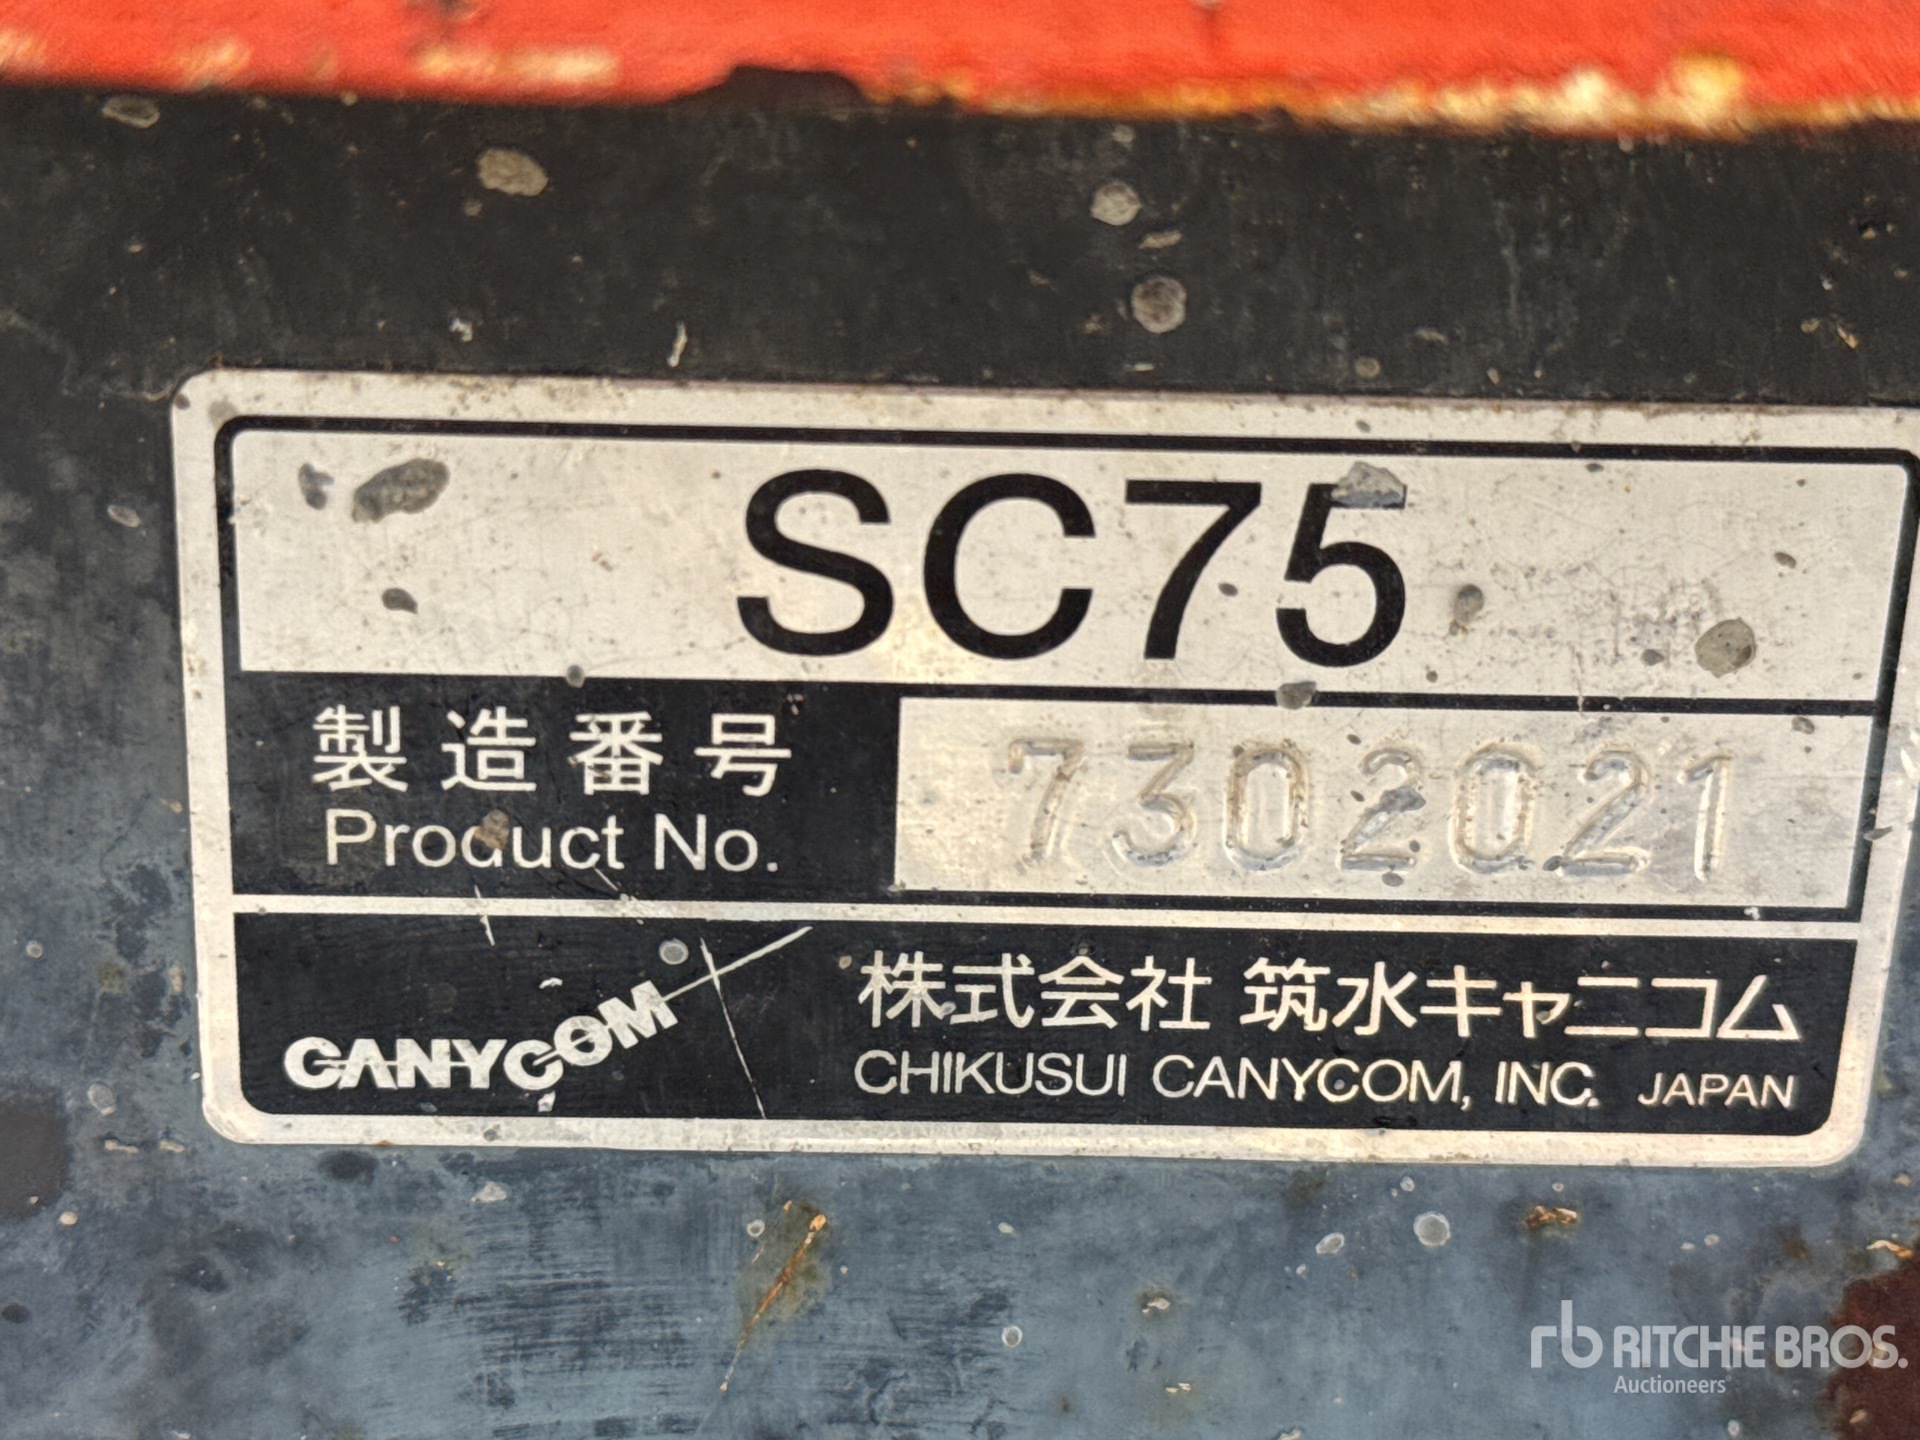 SC75
製造番号
Product No.
7302021
CANYCOM
株式会社 筑水キャニコム
CHIKUSUI CANYCOM, INC. JAPAN
rb RITCHIE BROS.
Auctioneers